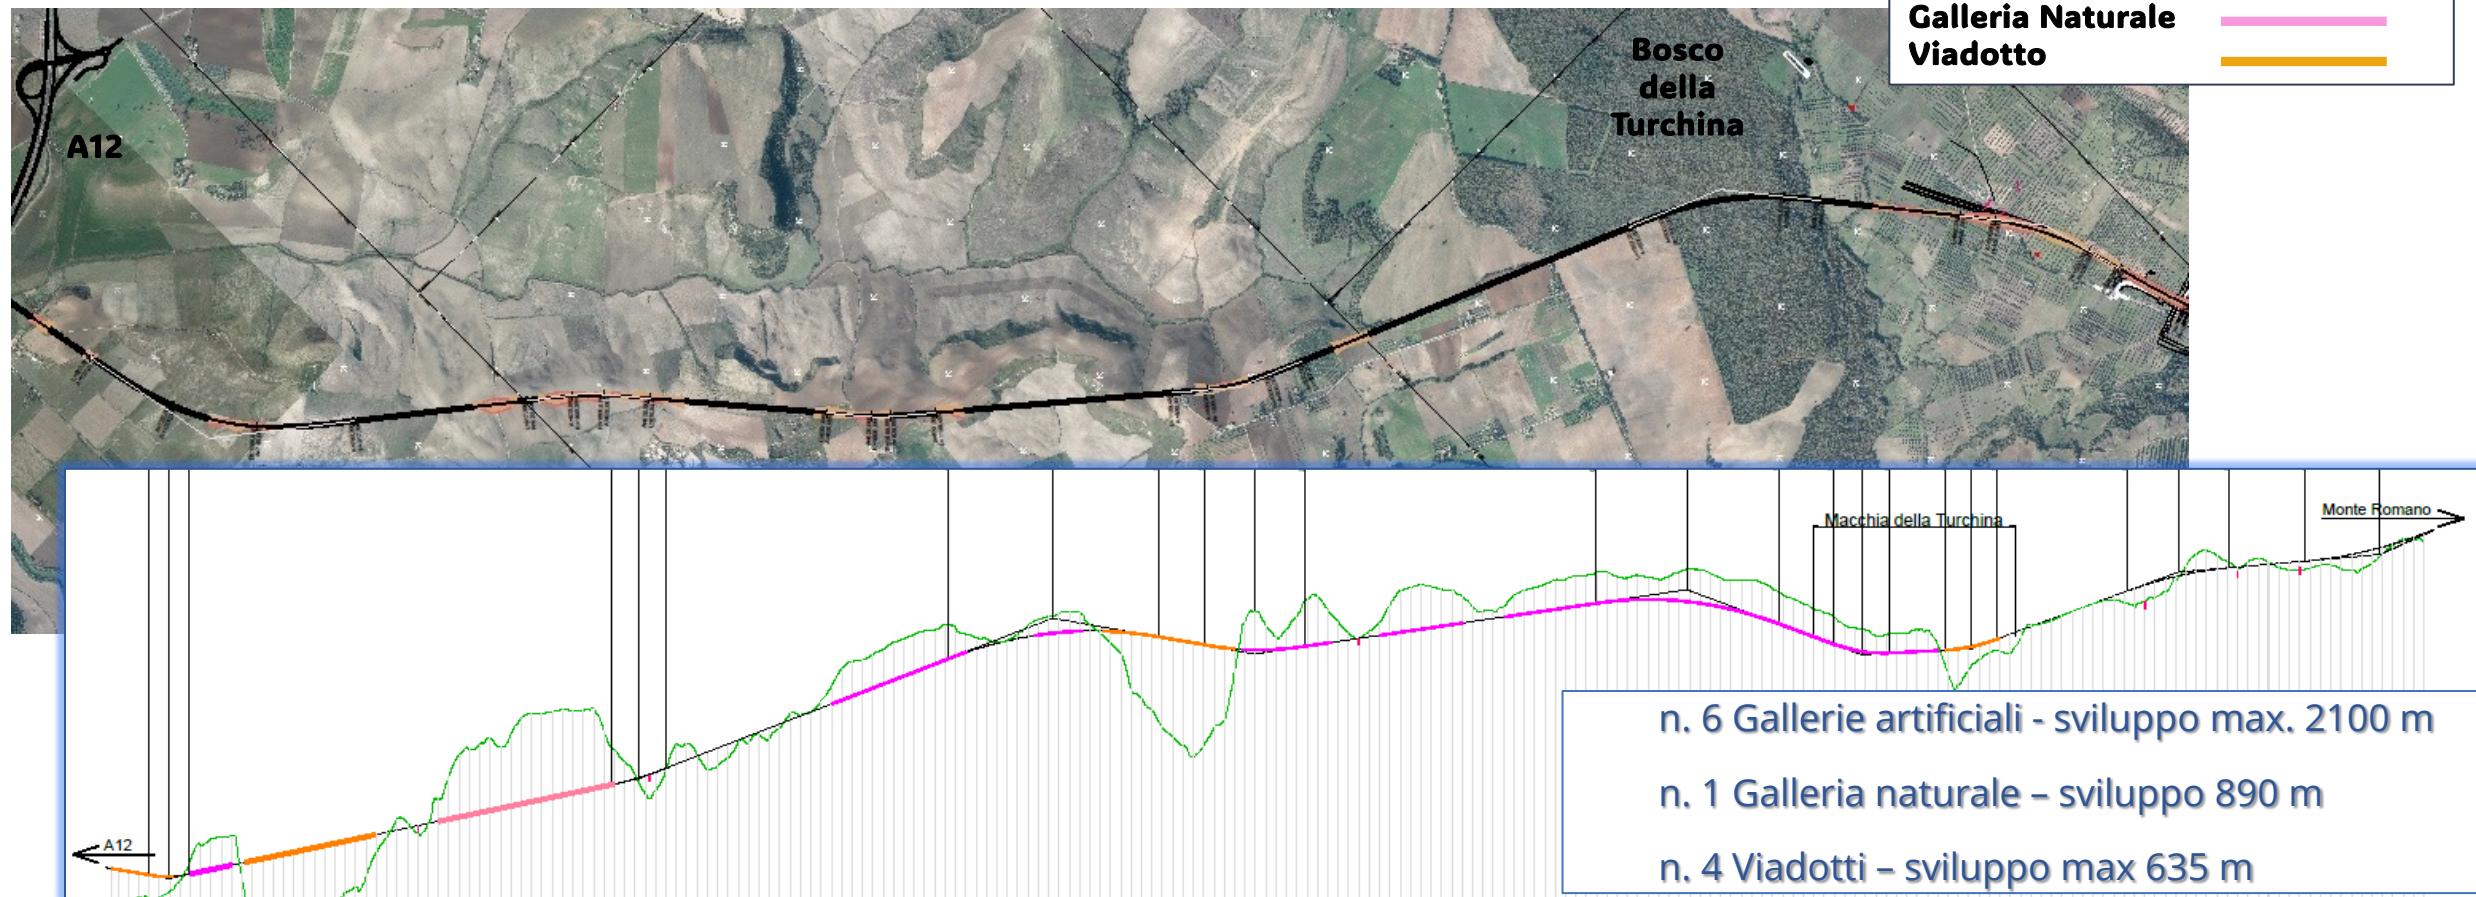 Galleria Naturale
Viadotto
Bosco
della
Turchina
A12
Macchia della Turchina
Monte Romano
A12
n. 6 Gallerie artificiali - sviluppo max. 2100 m
n. 1 Galleria naturale – sviluppo 890 m
n. 4 Viadotti – sviluppo max 635 m